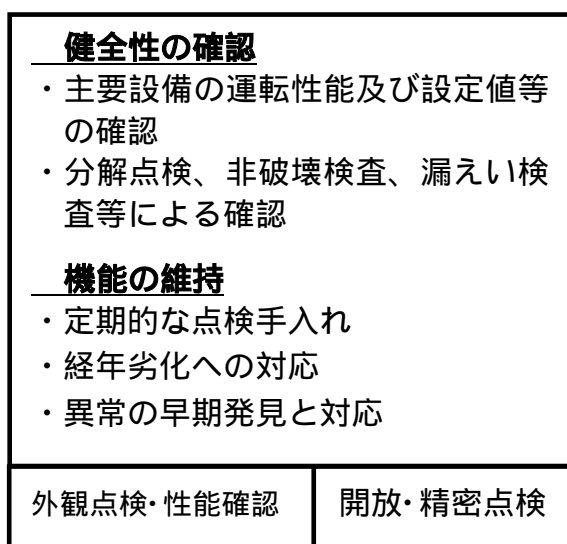 健全性の確認
・主要設備の運転性能及び設定値等
の確認
・分解点検、非破壊検査、漏えい検
査等による確認
機能の維持
・定期的な点検手入れ
・経年劣化への対応
・異常の早期発見と対応
外観点検・性能確認
開放・精密点検